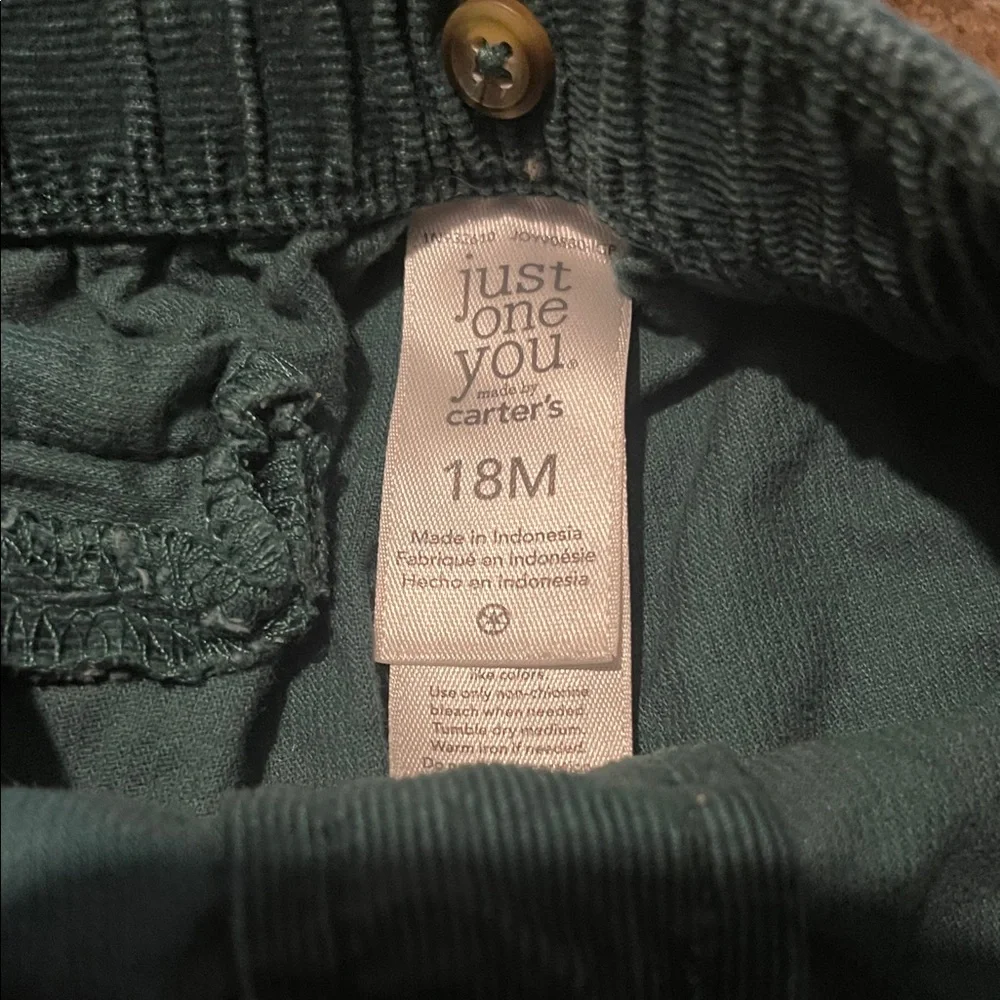 just
one
you®
made by
carter's
18M
Made in Indonesia
Fabriqué en Indonésie
Hecho en Indonesia
like colors.
Use only non-chlorine
bleach when needed.
Tumble dry medium.
Warm iron if needed.